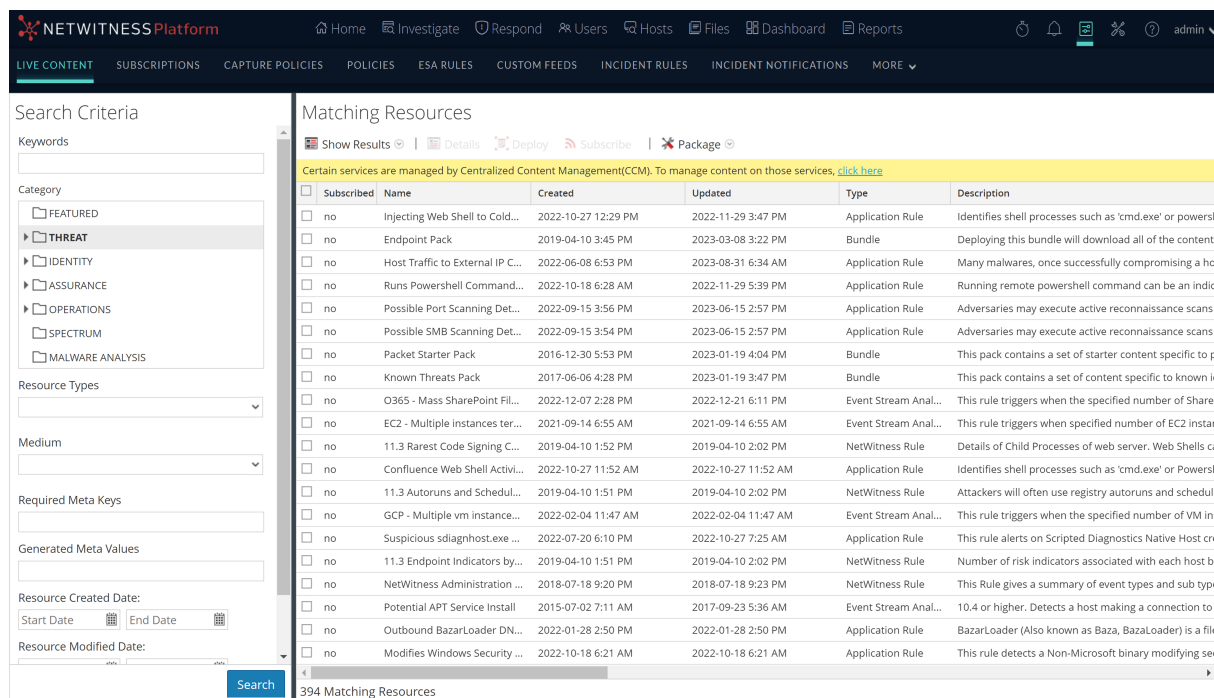 NETWITNESS Platform
Home Investigate Respond Users Hosts Files Dashboard Reports admin
LIVE CONTENT SUBSCRIPTIONS CAPTURE POLICIES POLICIES ESA RULES CUSTOM FEEDS INCIDENT RULES INCIDENT NOTIFICATIONS MORE
Search Criteria
Keywords
Category
FEATURED
THREAT
IDENTITY
ASSURANCE
OPERATIONS
SPECTRUM
MALWARE ANALYSIS
Resource Types
Medium
Required Meta Keys
Generated Meta Values
Resource Created Date:
Start Date End Date
Resource Modified Date:
Search
Matching Resources
Show Results Details Deploy Subscribe Package
Certain services are managed by Centralized Content Management(CCM). To manage content on those services, click here
Subscribed Name Created Updated Type Description
no Injecting Web Shell to Cold... 2022-10-27 12:29 PM 2022-11-29 3:47 PM Application Rule Identifies shell processes such as 'cmd.exe' or powersh
no Endpoint Pack 2019-04-10 3:45 PM 2023-03-08 3:22 PM Bundle Deploying this bundle will download all of the content
no Host Traffic to External IP C... 2022-06-08 6:53 PM 2023-08-31 6:34 AM Application Rule Many malwares, once successfully compromising a ho
no Runs Powershell Command... 2022-10-18 6:28 AM 2022-11-29 5:39 PM Application Rule Running remote powershell command can be an indic
no Possible Port Scanning Det... 2022-09-15 3:56 PM 2023-06-15 2:57 PM Application Rule Adversaries may execute active reconnaissance scans
no Possible SMB Scanning Det... 2022-09-15 3:54 PM 2023-06-15 2:57 PM Application Rule Adversaries may execute active reconnaissance scans
no Packet Starter Pack 2016-12-30 5:53 PM 2023-01-19 4:04 PM Bundle This pack contains a set of starter content specific to p
no Known Threats Pack 2017-06-06 4:28 PM 2023-01-19 3:47 PM Bundle This pack contains a set of content specific to known i
no O365 - Mass SharePoint Fil... 2022-12-07 2:28 PM 2022-12-21 6:11 PM Event Stream Anal... This rule triggers when the specified number of Share
no EC2 - Multiple instances ter... 2021-09-14 6:55 AM 2021-09-14 6:55 AM Event Stream Anal... This rule triggers when specified number of EC2 instan
no 11.3 Rarest Code Signing C... 2019-04-10 1:52 PM 2019-04-10 2:02 PM NetWitness Rule Details of Child Processes of web server. Web Shells ca
no Confluence Web Shell Activi... 2022-10-27 11:52 AM 2022-10-27 11:52 AM Application Rule Identifies shell processes such as 'cmd.exe' or Powersh
no 11.3 Autoruns and Schedul... 2019-04-10 1:51 PM 2019-04-10 2:02 PM NetWitness Rule Attackers will often use registry autoruns and schedul
no GCP - Multiple vm instance... 2022-02-04 11:47 AM 2022-02-04 11:47 AM Event Stream Anal... This rule triggers when the specified number of VM in
no Suspicious sdiagnhost.exe ... 2022-07-20 6:10 PM 2022-10-27 7:25 AM Application Rule This rule alerts on Scripted Diagnostics Native Host cr
no 11.3 Endpoint Indicators by... 2019-04-10 1:51 PM 2019-04-10 2:02 PM NetWitness Rule Number of risk indicators associated with each host b
no NetWitness Administration ... 2018-07-18 9:20 PM 2018-07-18 9:23 PM NetWitness Rule This Rule gives a summary of event types and sub type
no Potential APT Service Install 2015-07-02 7:11 AM 2017-09-23 5:36 AM Event Stream Anal... 10.4 or higher. Detects a host making a connection to
no Outbound BazarLoader DN... 2022-01-28 2:50 PM 2022-01-28 2:50 PM Application Rule BazarLoader (Also known as Baza, BazaLoader) is a file
no Modifies Windows Security ... 2022-10-18 6:21 AM 2022-10-18 6:21 AM Application Rule This rule detects a Non-Microsoft binary modifying sec
394 Matching Resources